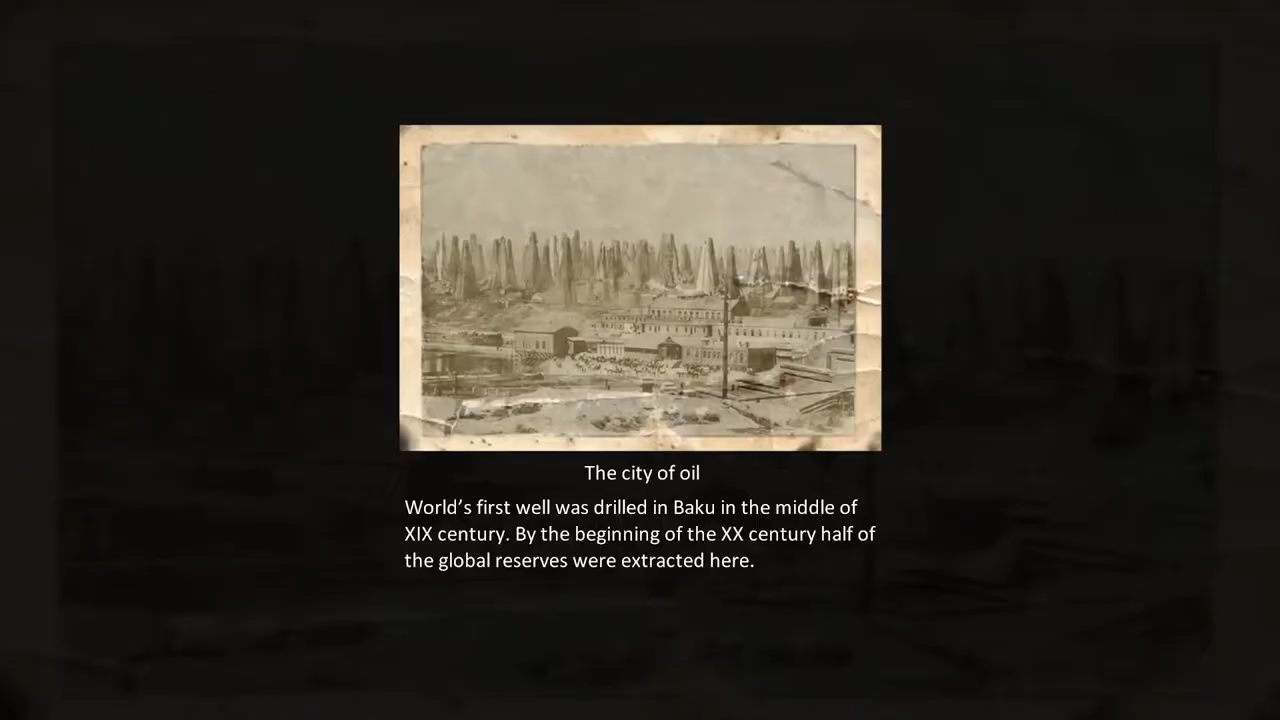 The city of oil
World’s first well was drilled in Baku in the middle of
XIX century. By the beginning of the XX century half of
the global reserves were extracted here.